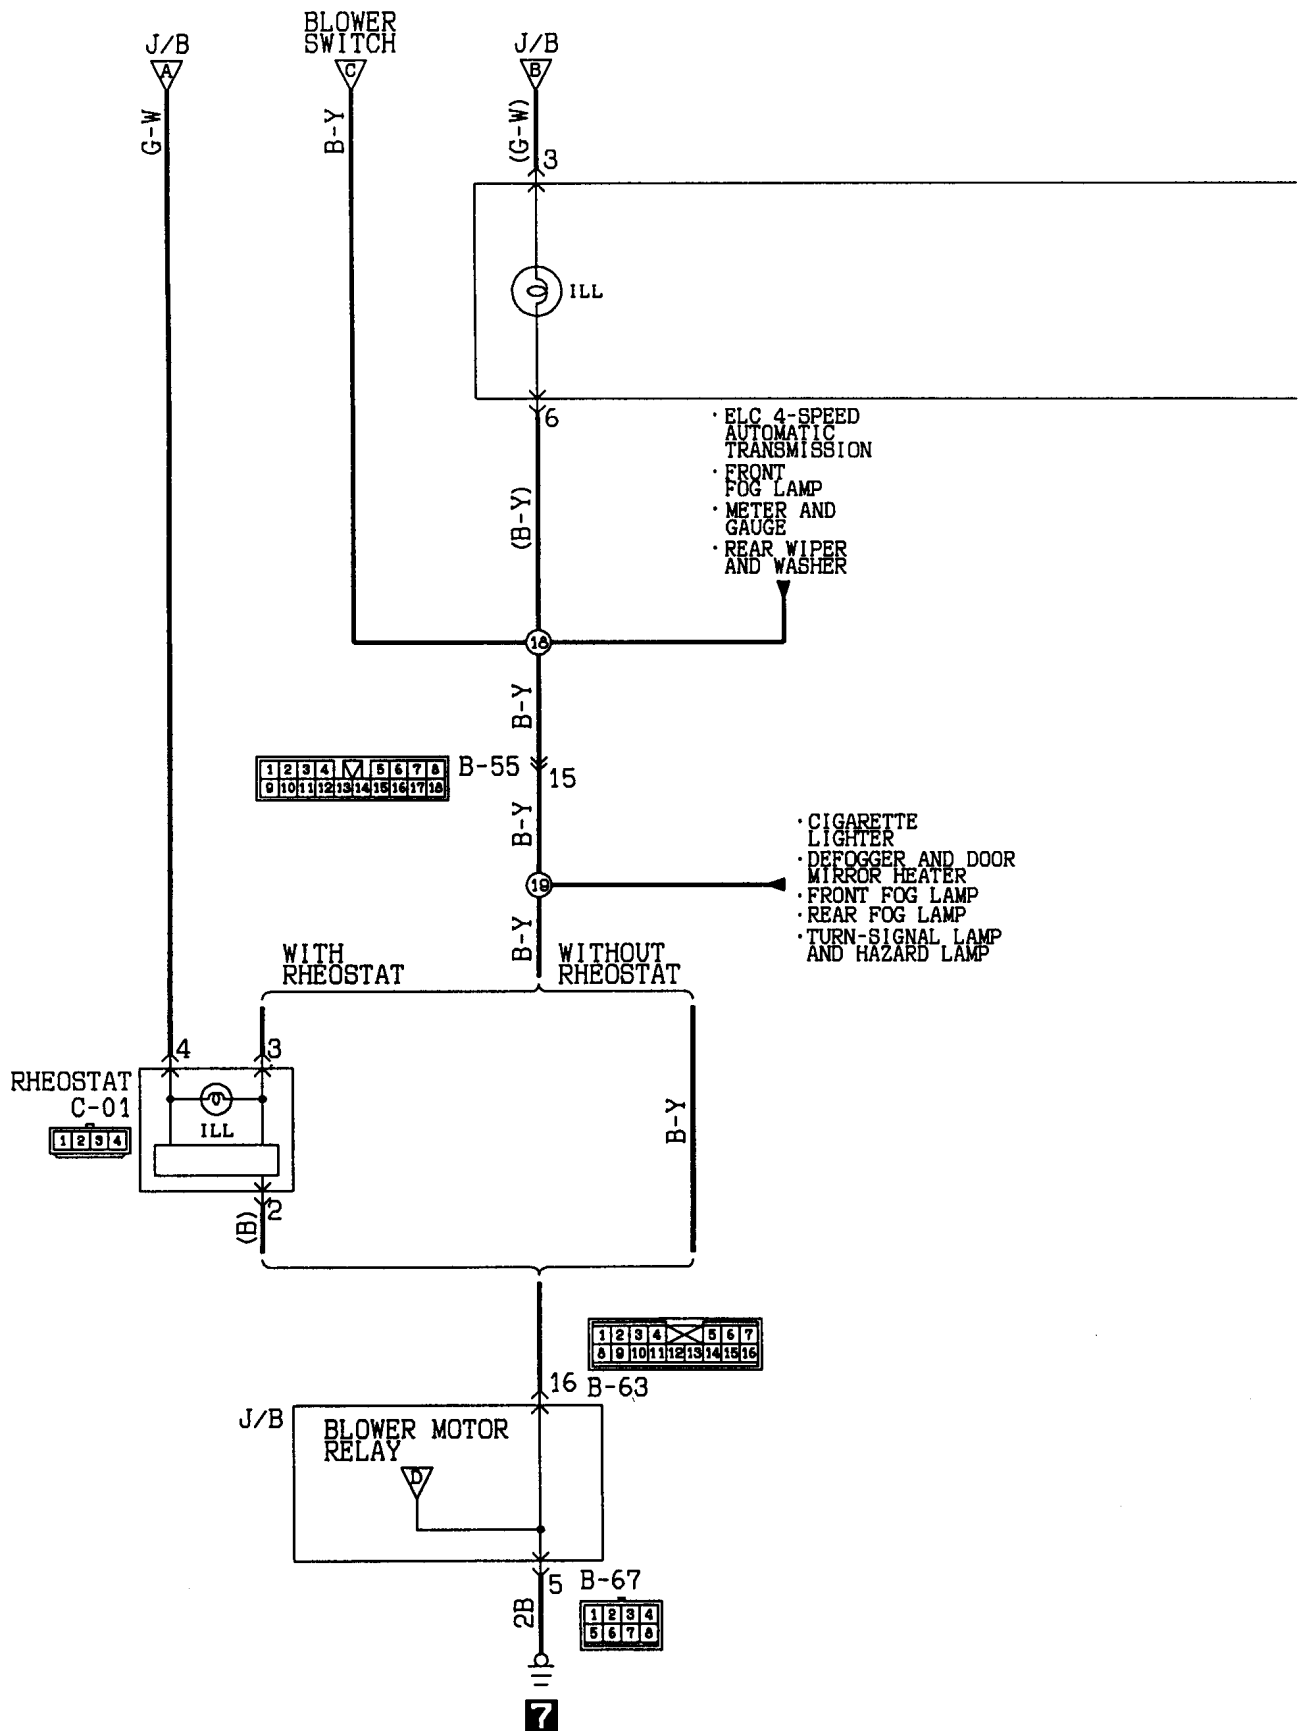 J/B
BLOWER
SWITCH
J/B
A
C
B
G-W
B-Y
(G-W)
3
ILL
6
(B-Y)
· ELC 4-SPEED
AUTOMATIC
TRANSMISSION
· FRONT
FOG LAMP
· METER AND
GAUGE
· REAR WIPER
AND WASHER
18
B-Y
1 2 3 4 5 6 7 8
9 10 11 12 13 14 15 16 17 18
B-55
15
B-Y
· CIGARETTE
LIGHTER
· DEFOGGER AND DOOR
MIRROR HEATER
· FRONT FOG LAMP
· REAR FOG LAMP
· TURN-SIGNAL LAMP
AND HAZARD LAMP
19
B-Y
WITH
RHEOSTAT
WITHOUT
RHEOSTAT
4
3
RHEOSTAT
C-01
1 2 3 4
ILL
B-Y
2
(B)
1 2 3 4 5 6 7
8 9 10 11 12 13 14 15 16
16
B-63
J/B
BLOWER MOTOR
RELAY
D
5
B-67
2B
1 2 3 4
5 6 7 8
7